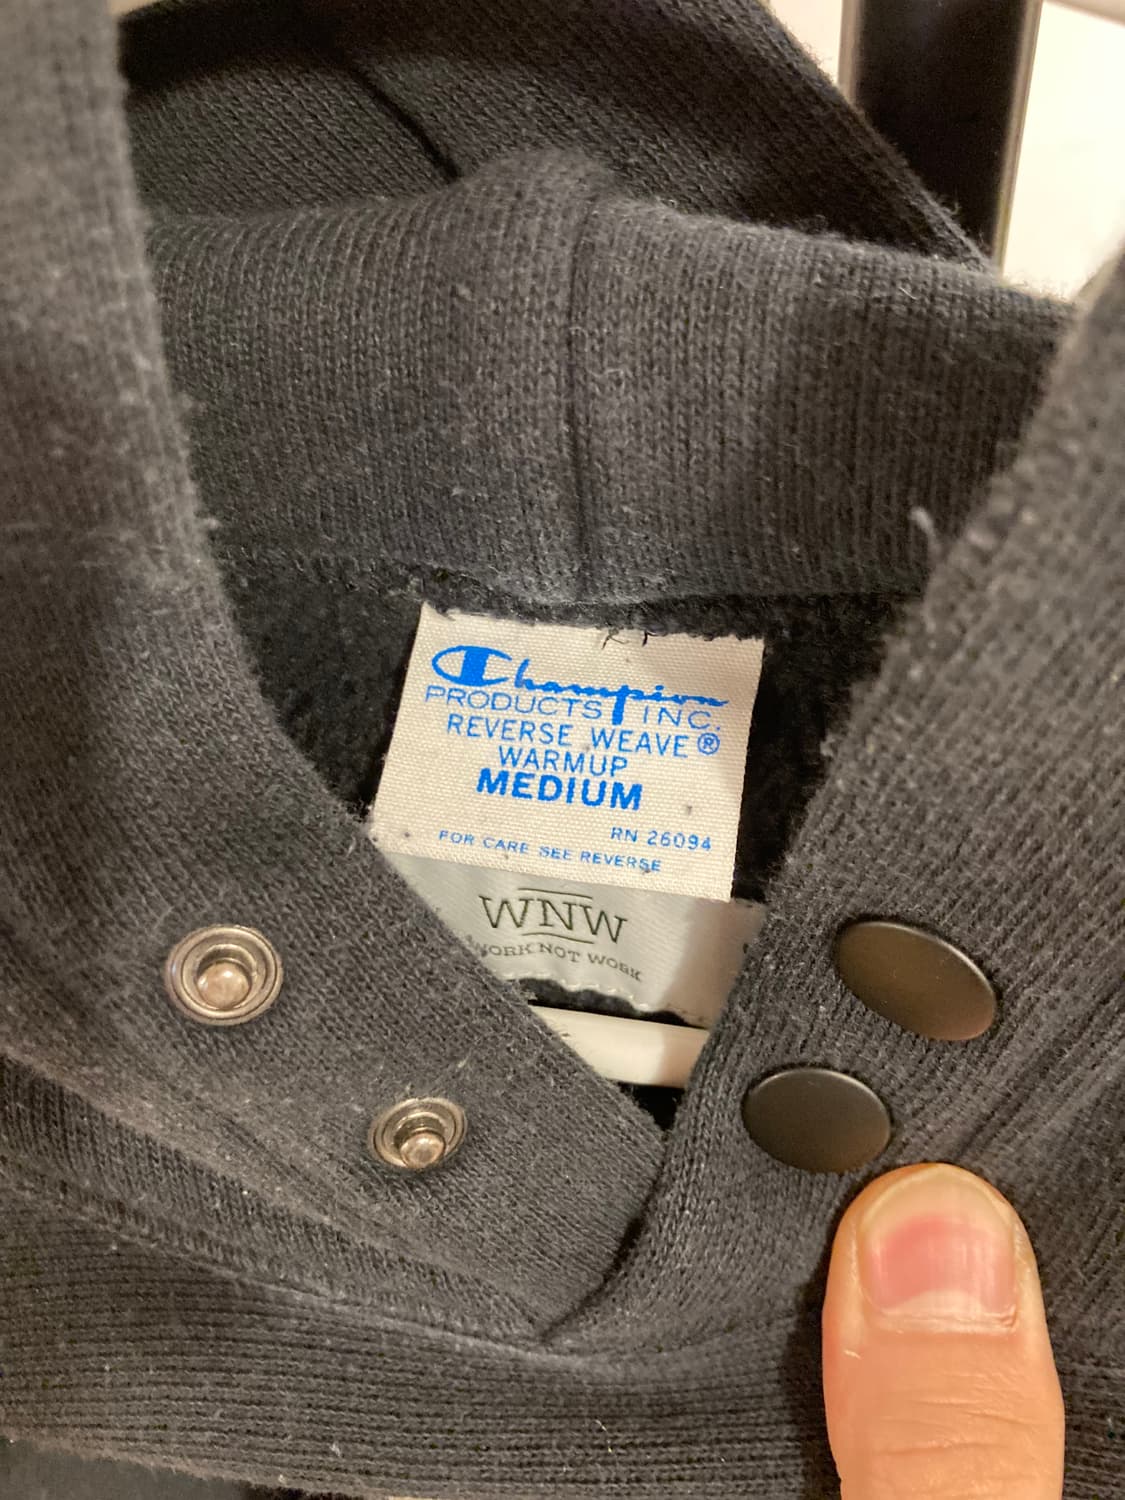 Champion
PRODUCTS INC.
REVERSE WEAVE®
WARMUP
MEDIUM
RN 26094
FOR CARE SEE REVERSE
WNW
WORK NOT WORK